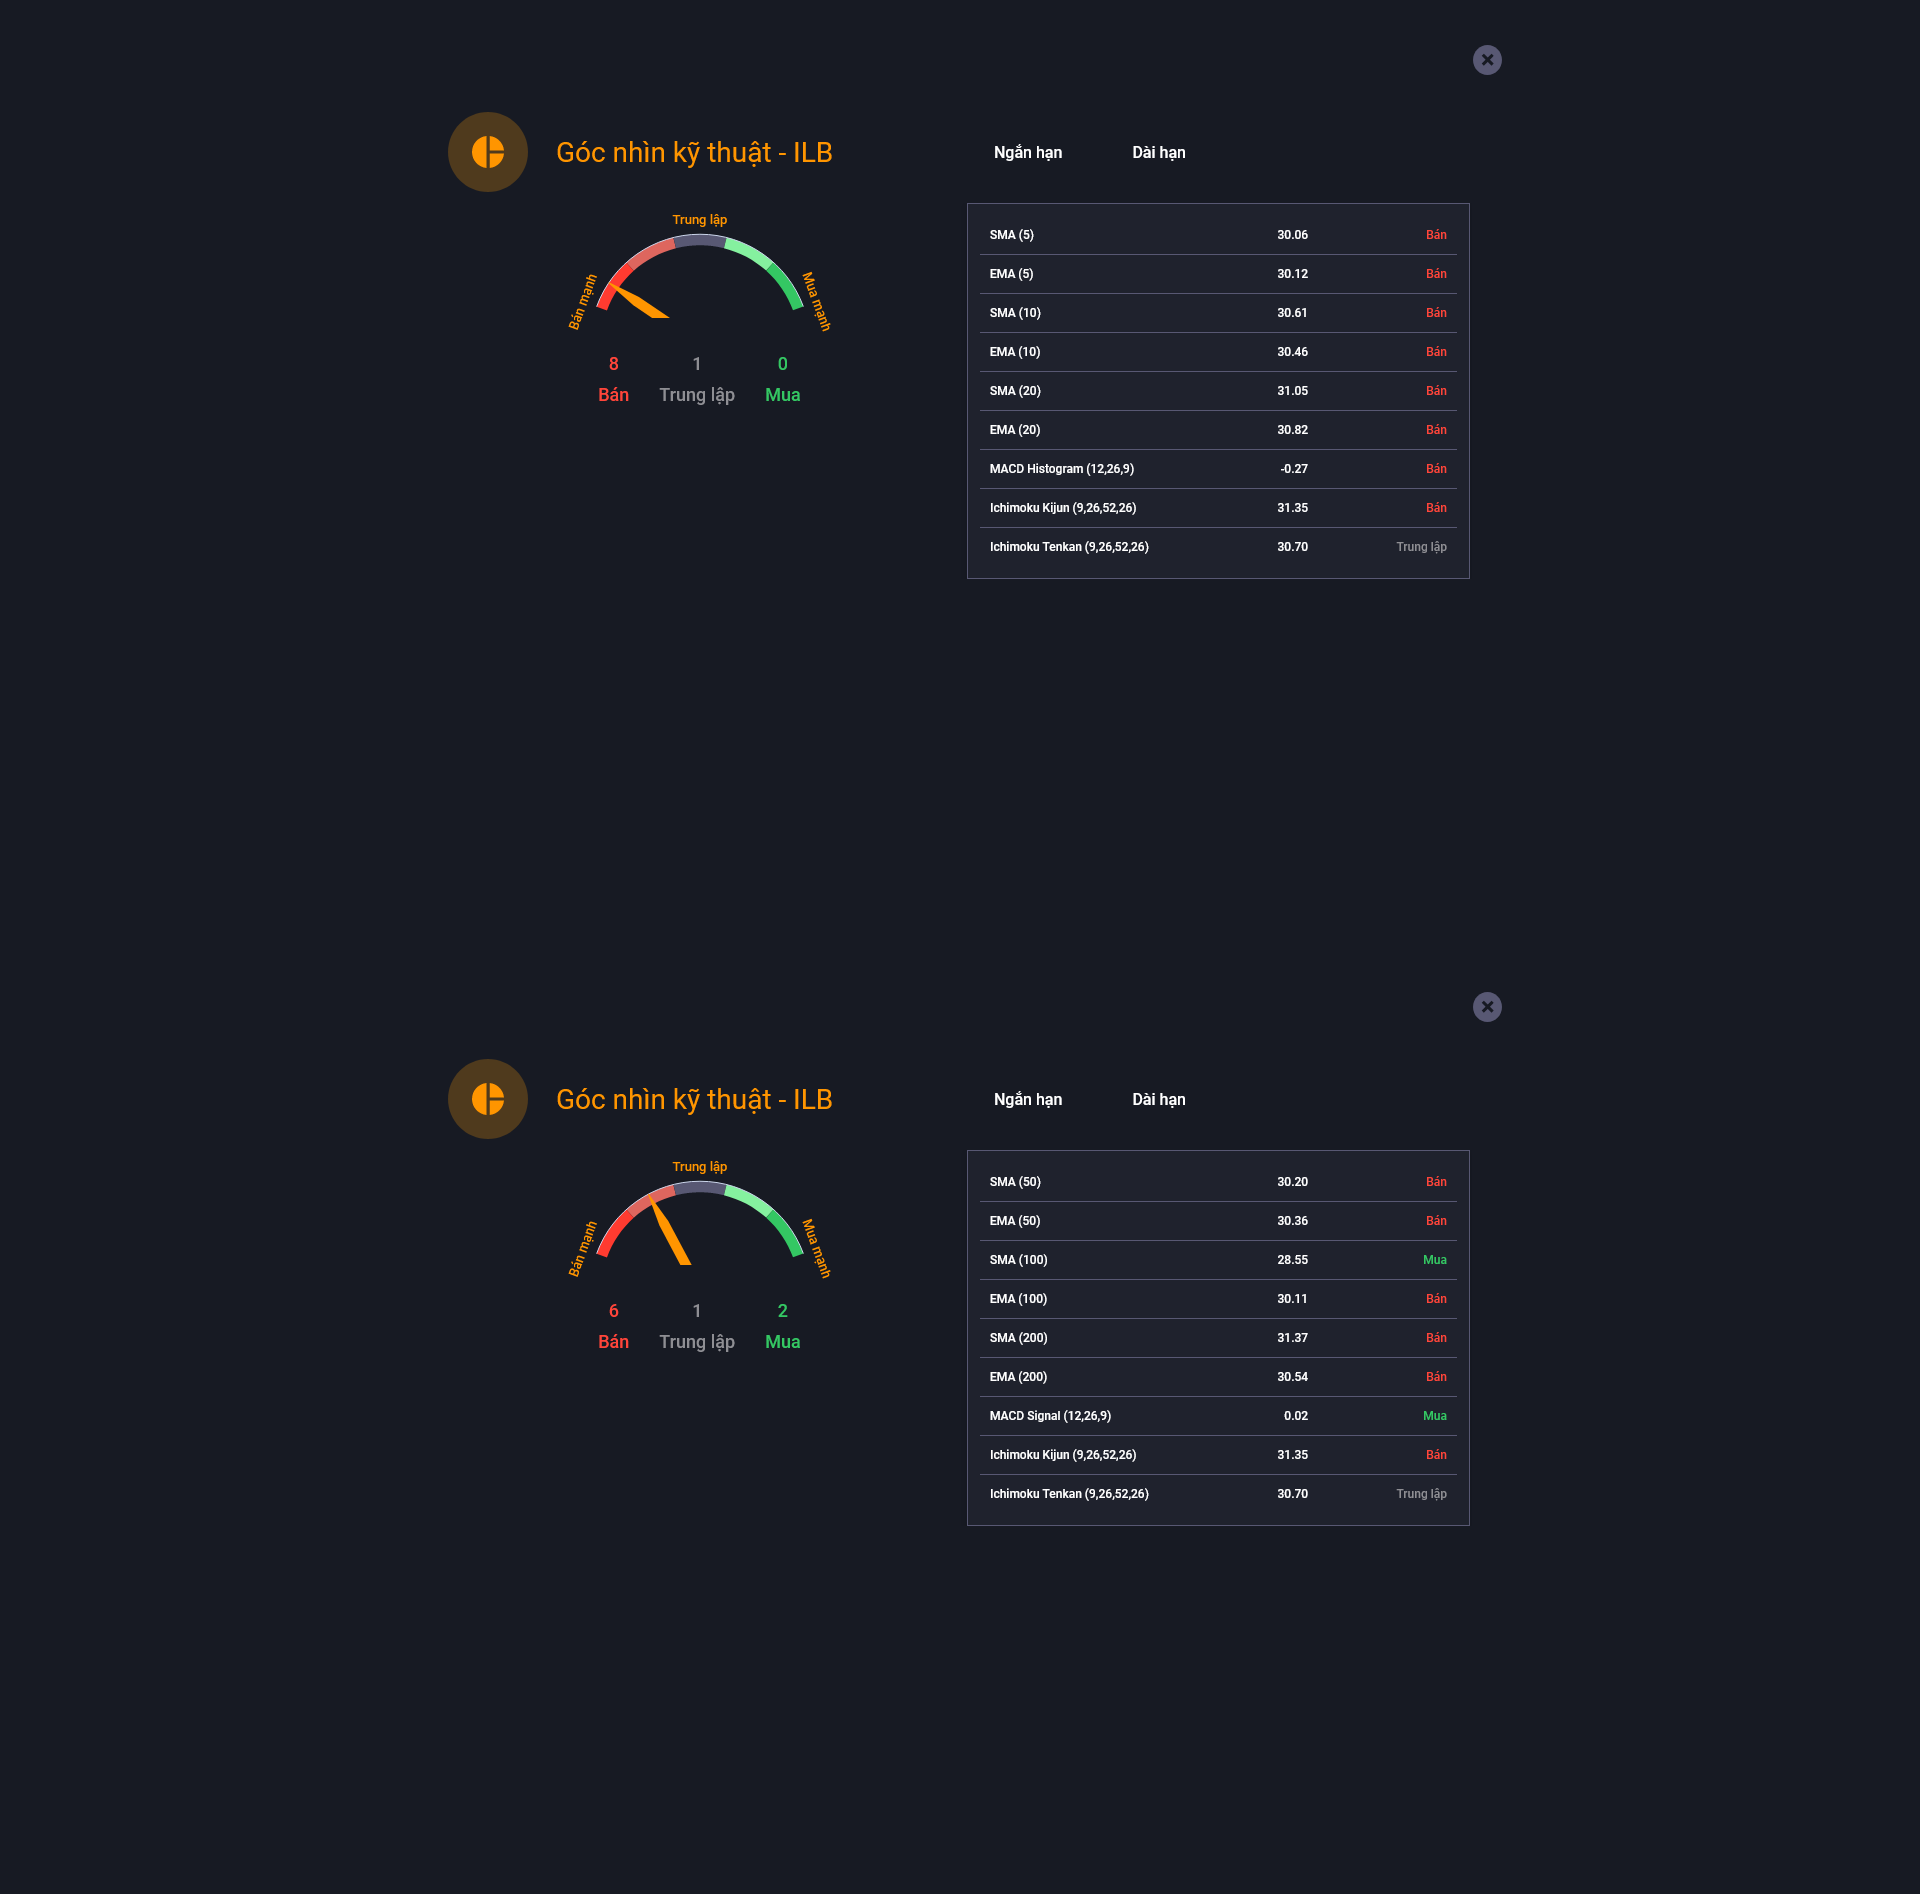 Góc nhìn kỹ thuật - ILB
Ngắn hạn Dài hạn
Trung lập
Bán mạnh
Mua mạnh
8 1 0
Bán Trung lập Mua
SMA (5) 30.06 Bán
EMA (5) 30.12 Bán
SMA (10) 30.61 Bán
EMA (10) 30.46 Bán
SMA (20) 31.05 Bán
EMA (20) 30.82 Bán
MACD Histogram (12,26,9) -0.27 Bán
Ichimoku Kijun (9,26,52,26) 31.35 Bán
Ichimoku Tenkan (9,26,52,26) 30.70 Trung lập
Góc nhìn kỹ thuật - ILB
Ngắn hạn Dài hạn
Trung lập
Bán mạnh
Mua mạnh
6 1 2
Bán Trung lập Mua
SMA (50) 30.20 Bán
EMA (50) 30.36 Bán
SMA (100) 28.55 Mua
EMA (100) 30.11 Bán
SMA (200) 31.37 Bán
EMA (200) 30.54 Bán
MACD Signal (12,26,9) 0.02 Mua
Ichimoku Kijun (9,26,52,26) 31.35 Bán
Ichimoku Tenkan (9,26,52,26) 30.70 Trung lập